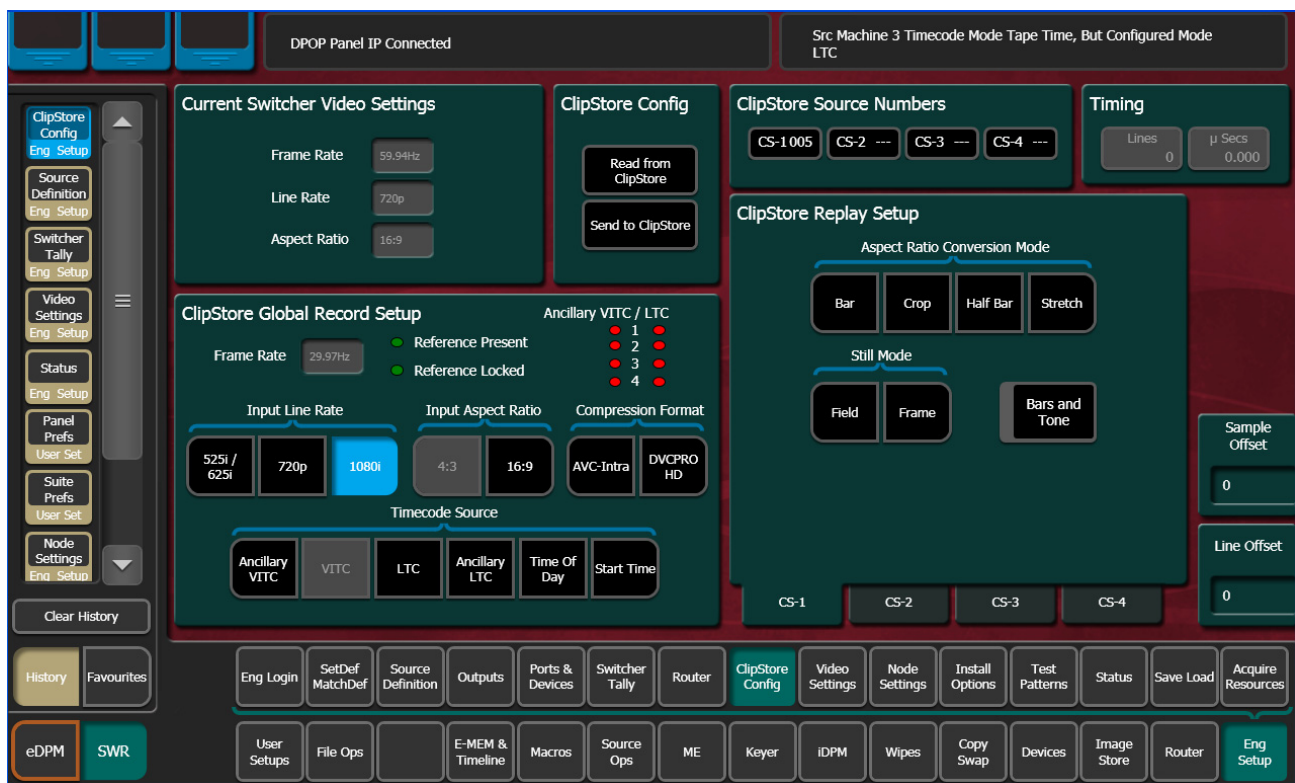 DPOP Panel IP Connected
Src Machine 3 Timecode Mode Tape Time, But Configured Mode
LTC
ClipStore
Config
Eng Setup
Source
Definition
Eng Setup
Switcher
Tally
Eng Setup
Video
Settings
Eng Setup
Status
Eng Setup
Panel
Prefs
User Set
Suite
Prefs
User Set
Node
Settings
Eng Setup
Clear History
History
Favourites
eDPM
SWR
Current Switcher Video Settings
Frame Rate
59.94Hz
Line Rate
720p
Aspect Ratio
16:9
ClipStore Config
Read from
ClipStore
Send to ClipStore
ClipStore Source Numbers
CS-1 005
CS-2 ---
CS-3 ---
CS-4 ---
Timing
Lines
0
µ Secs
0.000
ClipStore Global Record Setup
Frame Rate
29.97Hz
Reference Present
Reference Locked
Ancillary VITC / LTC
1
2
3
4
Input Line Rate
525i /
625i
720p
1080i
Input Aspect Ratio
4:3
16:9
Compression Format
AVC-Intra
DVCPRO
HD
Timecode Source
Ancillary
VITC
VITC
LTC
Ancillary
LTC
Time Of
Day
Start Time
ClipStore Replay Setup
Aspect Ratio Conversion Mode
Bar
Crop
Half Bar
Stretch
Still Mode
Field
Frame
Bars and
Tone
CS-1
CS-2
CS-3
CS-4
Sample
Offset
0
Line Offset
0
Eng Login
SetDef
MatchDef
Source
Definition
Outputs
Ports &
Devices
Switcher
Tally
Router
ClipStore
Config
Video
Settings
Node
Settings
Install
Options
Test
Patterns
Status
Save Load
Acquire
Resources
User
Setups
File Ops
E-MEM &
Timeline
Macros
Source
Ops
ME
Keyer
iDPM
Wipes
Copy
Swap
Devices
Image
Store
Router
Eng
Setup